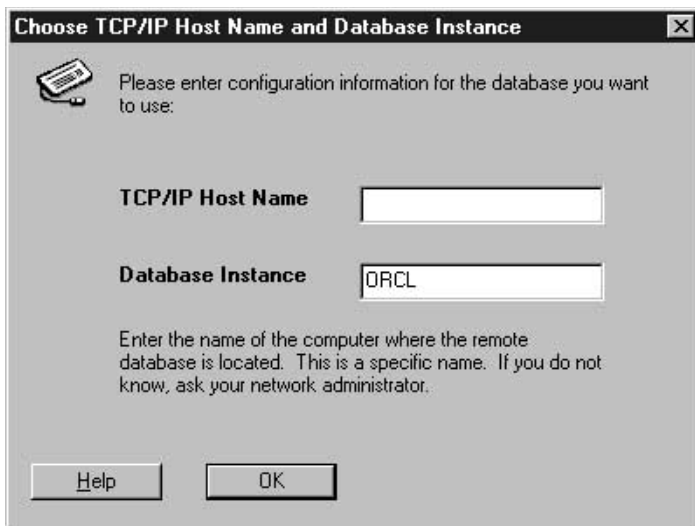 Choose TCP/IP Host Name and Database Instance
Please enter configuration information for the database you want
to use:
TCP/IP Host Name
Database Instance
ORCL
Enter the name of the computer where the remote
database is located. This is a specific name. If you do not
know, ask your network administrator.
Help
OK